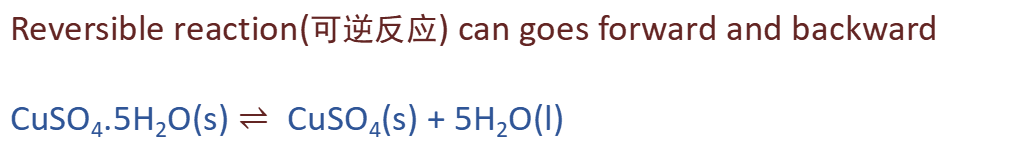 Reversible reaction(可逆反应) can goes forward and backward
CuSO₄.5H₂O(s) ⇌ CuSO₄(s) + 5H₂O(l)